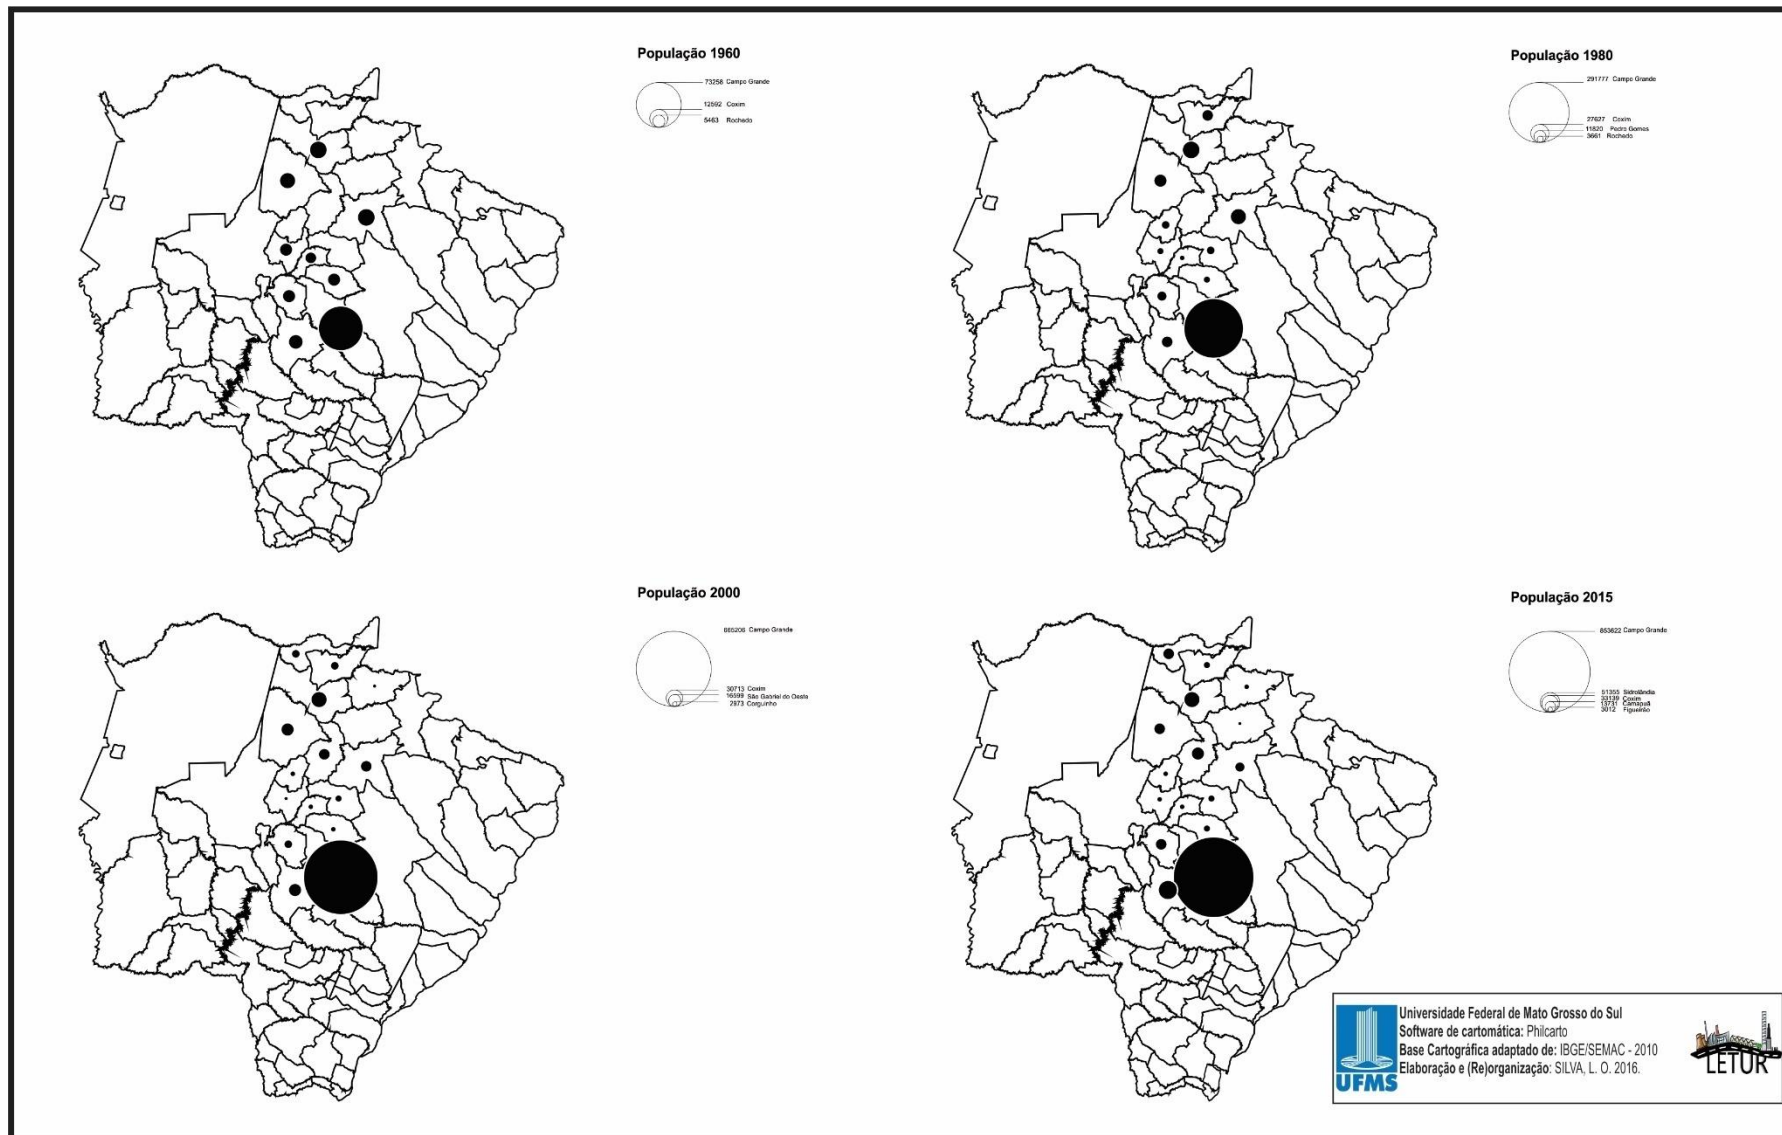 População 1960
73258 Campo Grande
12592 Coxim
5463 Rochedo
População 1980
291777 Campo Grande
27627 Coxim
11820 Pedro Gomes
3661 Rochedo
População 2000
665206 Campo Grande
30713 Coxim
16599 São Gabriel do Oeste
2973 Corguinho
População 2015
853622 Campo Grande
51355 Sidrolândia
33139 Coxim
13731 Camapuã
3012 Figueirão
Universidade Federal de Mato Grosso do Sul
Software de cartomática: Philcarto
Base Cartográfica adaptado de: IBGE/SEMAC - 2010
Elaboração e (Re)organização: SILVA, L. O. 2016.
UFMS
LETUR